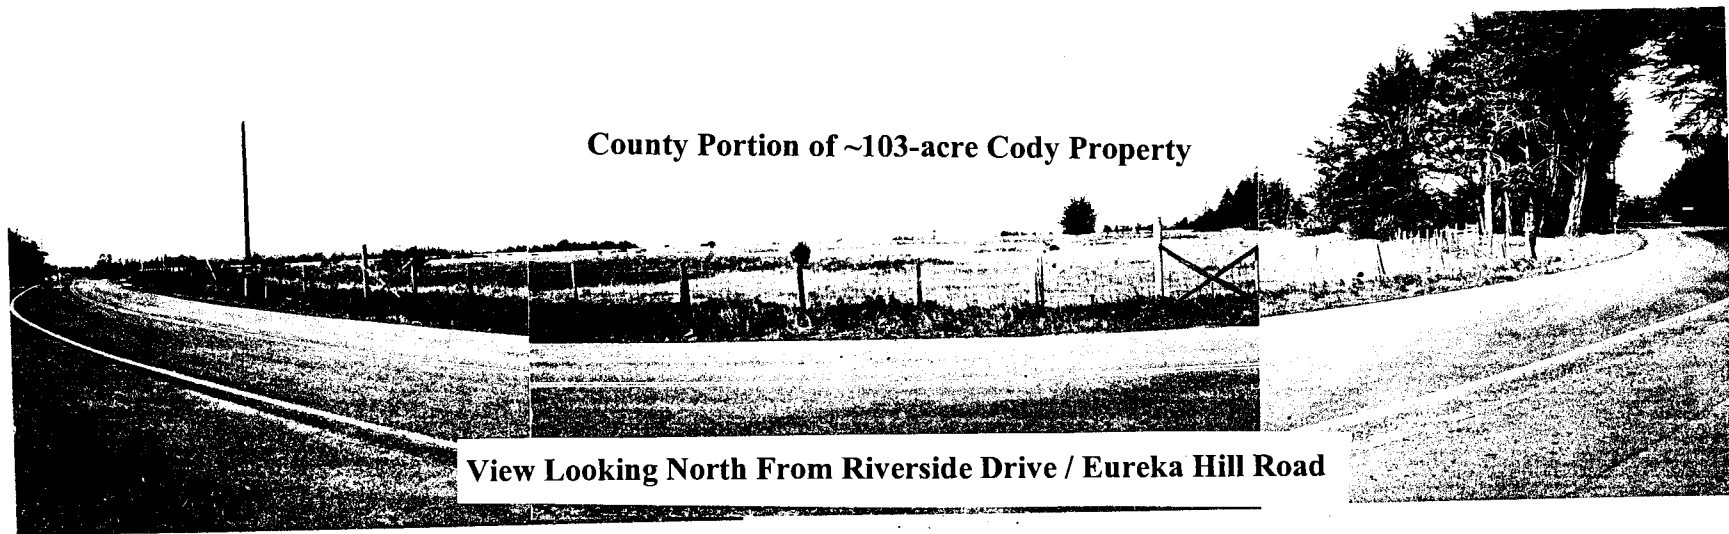 County Portion of ~103-acre Cody Property
View Looking North From Riverside Drive / Eureka Hill Road